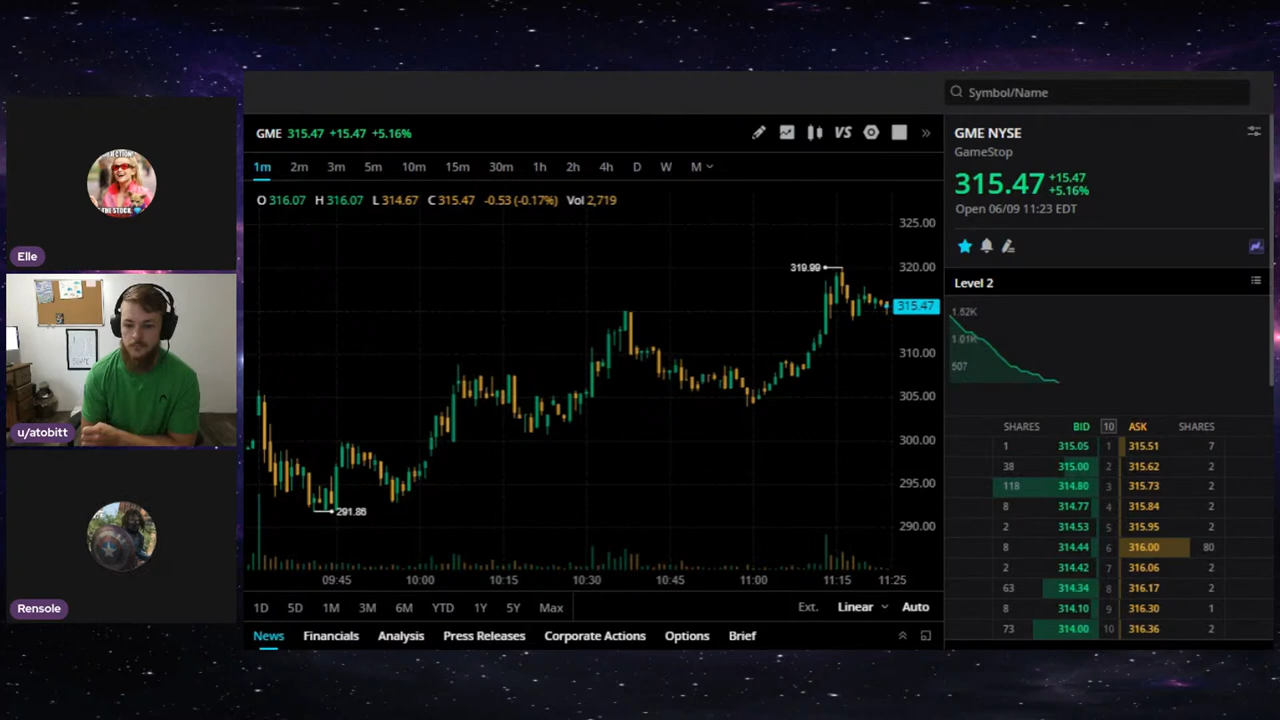 Symbol/Name
GME 315.47 +15.47 +5.16%
VS
1m 2m 3m 5m 10m 15m 30m 1h 2h 4h D W M
O 316.07 H 316.07 L 314.67 C 315.47 -0.53 (-0.17%) Vol 2,719
325.00
320.00
315.47
310.00
305.00
300.00
295.00
290.00
319.99
291.86
09:45 10:00 10:15 10:30 10:45 11:00 11:15 11:25
1D 5D 1M 3M 6M YTD 1Y 5Y Max Ext. Linear Auto
News Financials Analysis Press Releases Corporate Actions Options Brief
GME NYSE
GameStop
315.47 +15.47
+5.16%
Open 06/09 11:23 EDT
Level 2
1.52K
1.01K
507
SHARES BID 10 ASK SHARES
1 315.05 1 315.51 7
38 315.00 2 315.62 2
118 314.80 3 315.73 2
8 314.77 4 315.84 2
2 314.53 5 315.95 2
8 314.44 6 316.00 80
2 314.42 7 316.06 2
63 314.34 8 316.17 2
8 314.10 9 316.30 1
73 314.00 10 316.36 2
THE STOCK
Elle
u/atobitt
Rensole